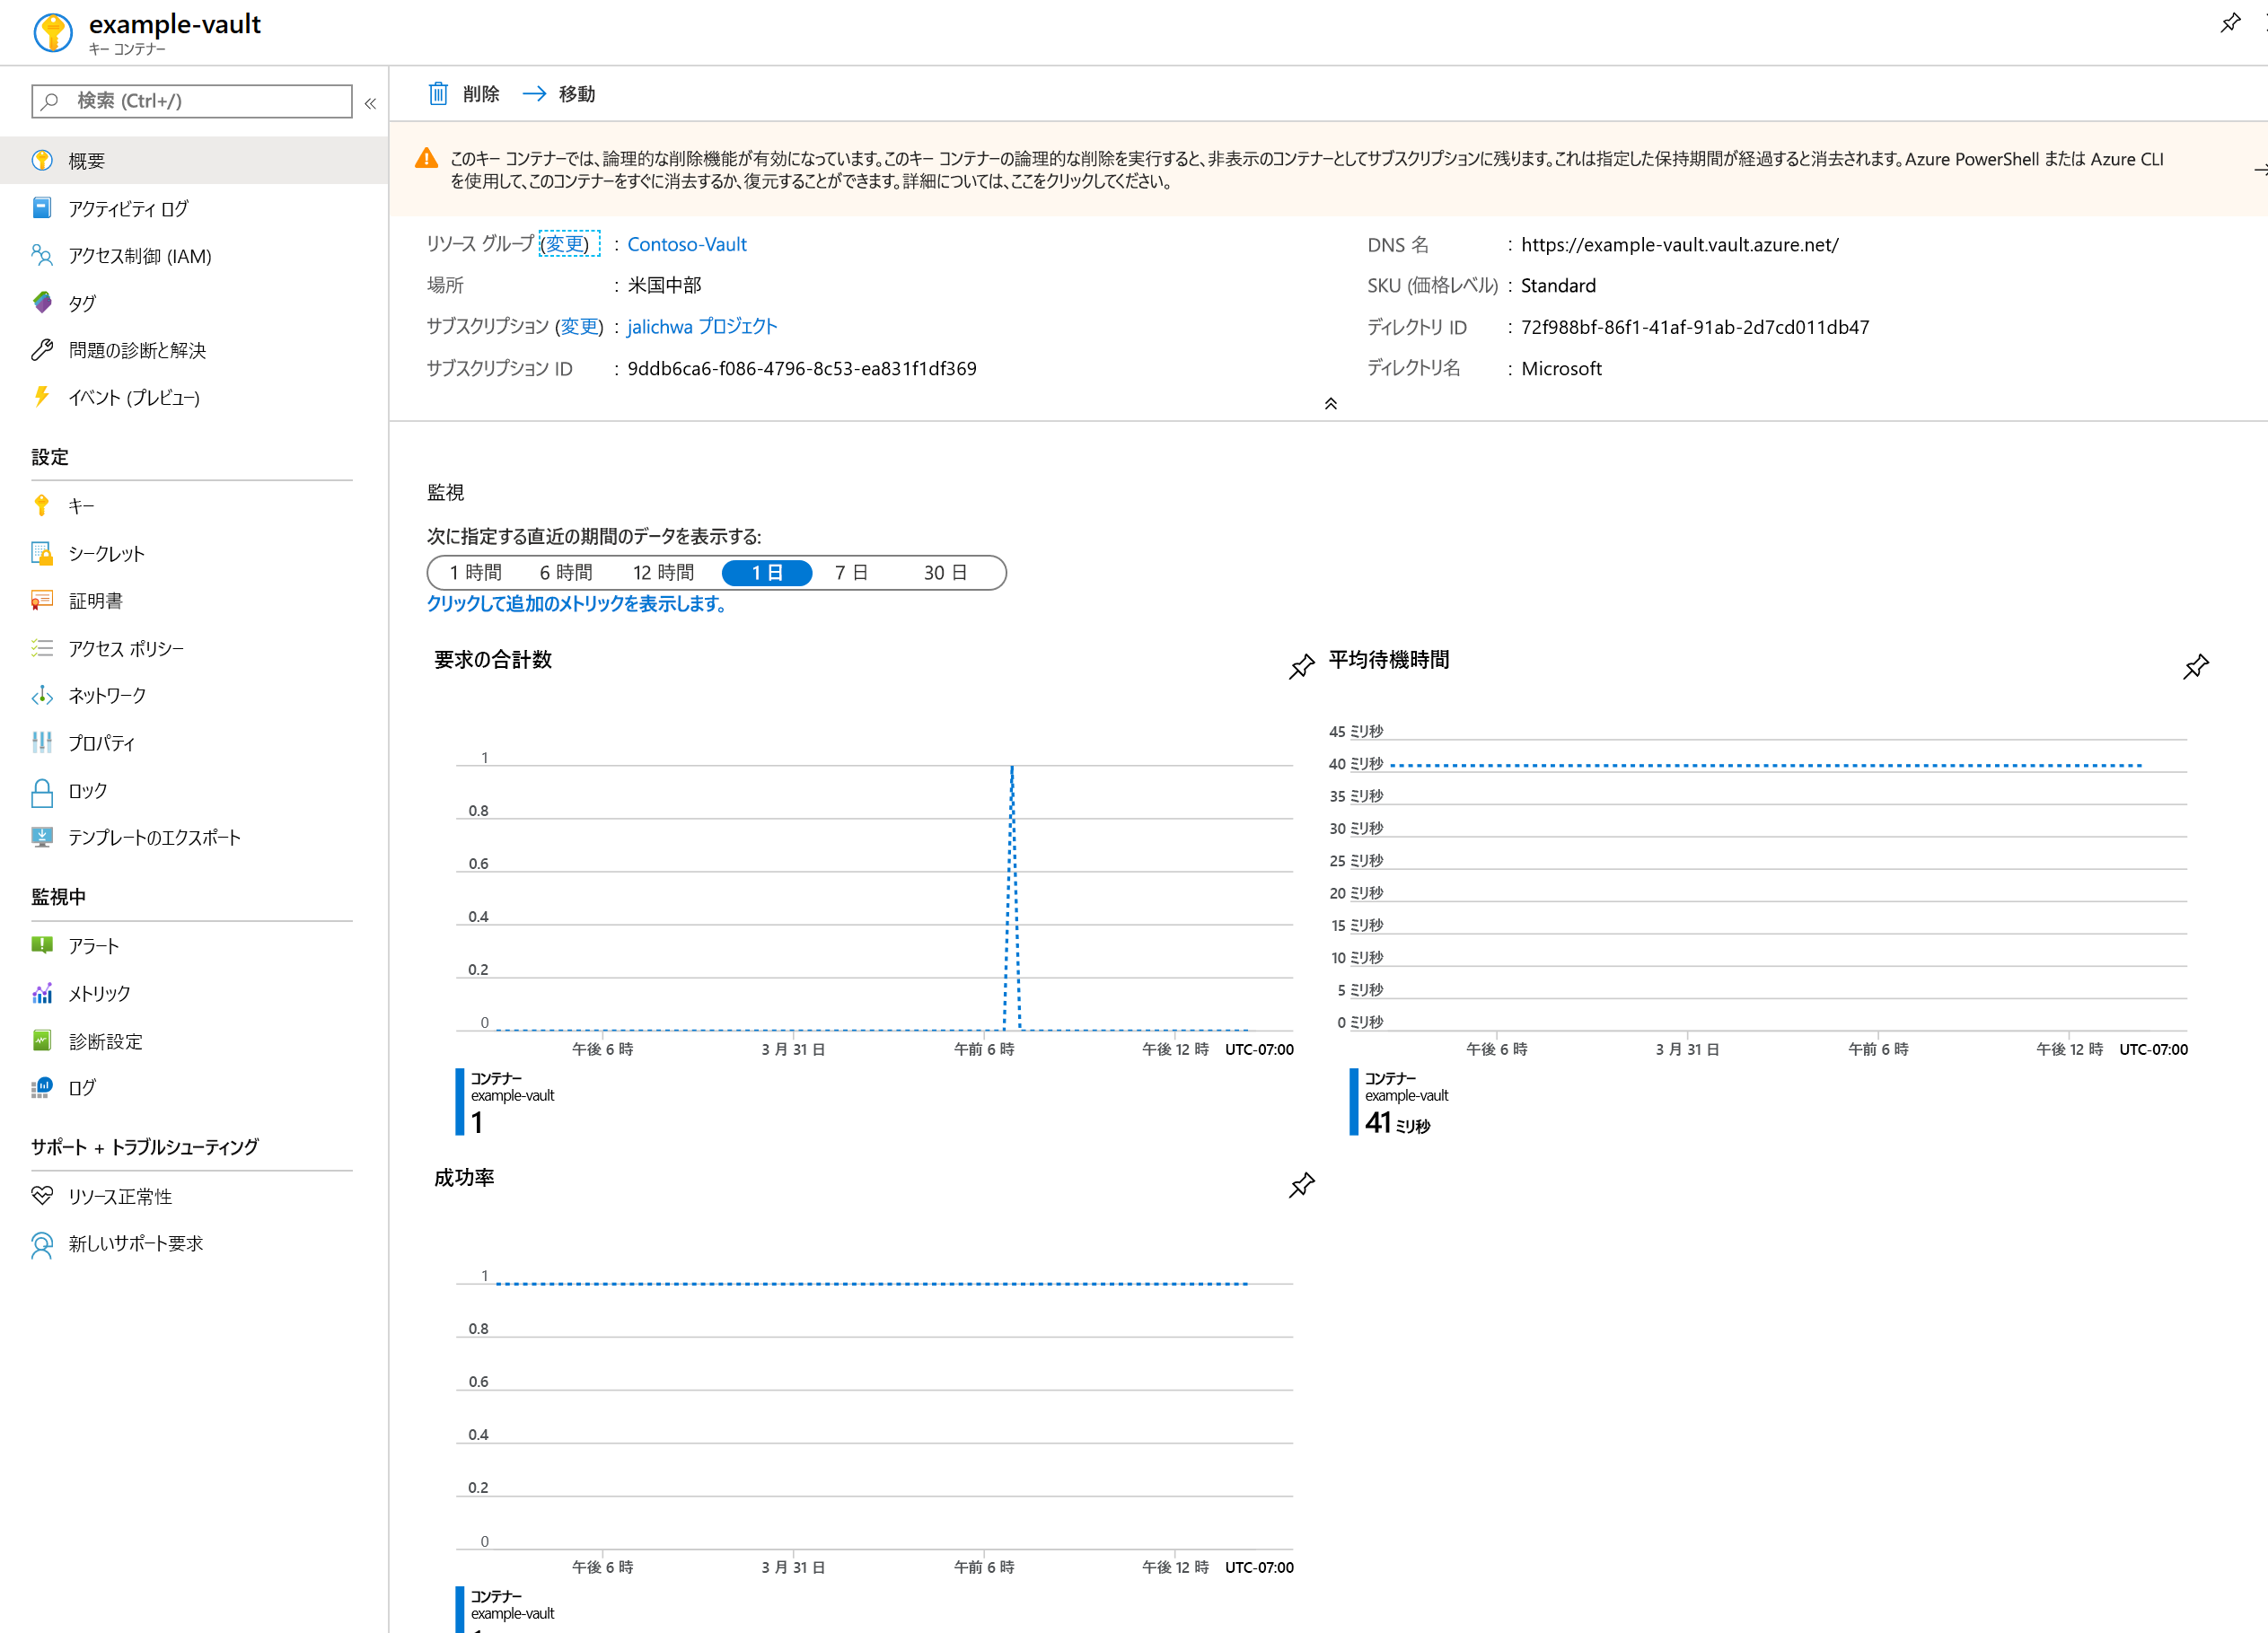 example-vault
キー コンテナー
検索 (Ctrl+/)
概要
アクティビティ ログ
アクセス制御 (IAM)
タグ
問題の診断と解決
イベント (プレビュー)
設定
キー
シークレット
証明書
アクセス ポリシー
ネットワーク
プロパティ
ロック
テンプレートのエクスポート
監視中
アラート
メトリック
診断設定
ログ
サポート + トラブルシューティング
リソース正常性
新しいサポート要求
削除 移動
このキー コンテナーでは、論理的な削除機能が有効になっています。このキー コンテナーの論理的な削除を実行すると、非表示のコンテナーとしてサブスクリプションに残ります。これは指定した保持期間が経過すると消去されます。Azure PowerShell または Azure CLI
を使用して、このコンテナーをすぐに消去するか、復元することができます。詳細については、ここをクリックしてください。
リソース グループ (変更) : Contoso-Vault
場所 : 米国中部
サブスクリプション (変更) : jalichwa プロジェクト
サブスクリプション ID : 9ddb6ca6-f086-4796-8c53-ea831f1df369
DNS 名 : https://example-vault.vault.azure.net/
SKU (価格レベル) : Standard
ディレクトリ ID : 72f988bf-86f1-41af-91ab-2d7cd011db47
ディレクトリ名 : Microsoft
監視
次に指定する直近の期間のデータを表示する:
1 時間 6 時間 12 時間 1 日 7 日 30 日
クリックして追加のメトリックを表示します。
要求の合計数
1
0.8
0.6
0.4
0.2
0
午後 6 時 3 月 31 日 午前 6 時 午後 12 時 UTC-07:00
コンテナー
example-vault
1
平均待機時間
45 ミリ秒
40 ミリ秒
35 ミリ秒
30 ミリ秒
25 ミリ秒
20 ミリ秒
15 ミリ秒
10 ミリ秒
5 ミリ秒
0 ミリ秒
午後 6 時 3 月 31 日 午前 6 時 午後 12 時 UTC-07:00
コンテナー
example-vault
41 ミリ秒
成功率
1
0.8
0.6
0.4
0.2
0
午後 6 時 3 月 31 日 午前 6 時 午後 12 時 UTC-07:00
コンテナー
example-vault